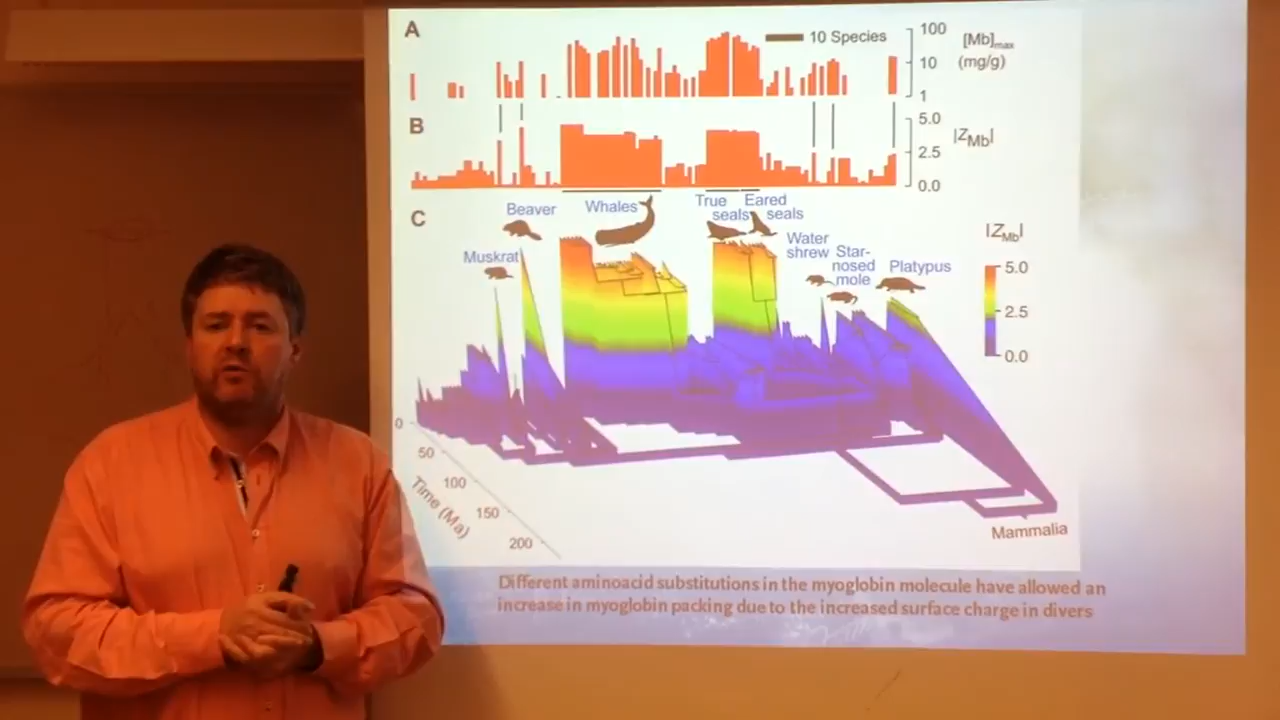 A
10 Species
100
10
1
[Mb]max
(mg/g)
B
5.0
2.5
0.0
|ZMb|
C
Beaver
Whales
True
seals
Eared
seals
Muskrat
Water
shrew
Star-
nosed
mole
Platypus
|ZMb|
5.0
2.5
0.0
0
50
100
150
200
Time (Ma)
Mammalia
Different aminoacid substitutions in the myoglobin molecule have allowed an
increase in myoglobin packing due to the increased surface charge in divers